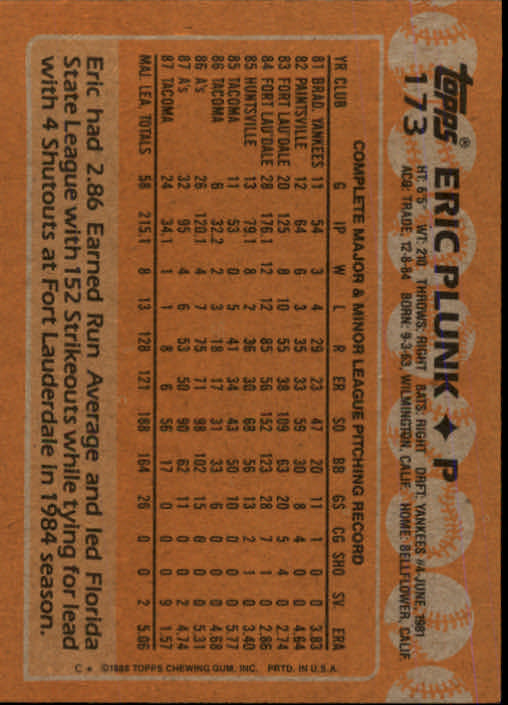 topps® ERIC PLUNK ✦ P
173 HT: 6'5" WT: 210 THROWS: RIGHT BATS: RIGHT DRFT: YANKEES #4-JUNE, 1981
ACQ: TRADE, 12-8-84 BORN: 9-3-63, WILMINGTON, CALIF. HOME: BELLFLOWER, CALIF.
COMPLETE MAJOR & MINOR LEAGUE PITCHING RECORD
YR CLUB G IP W L R ER SO BB GS CG SHO SV. ERA
81 BRAD. YANKEES 11 54 3 4 29 23 47 20 11 1 0 0 3.83
82 PAINTSVILLE 12 64 6 3 35 33 59 30 8 4 0 0 4.64
83 FORT LAU'DALE 20 125 8 10 55 38 109 63 20 5 4 0 2.74
84 FORT LAU'DALE 28 176.1 12 12 85 56 152 123 28 7 1 0 2.86
85 HUNTSVILLE 13 79.1 8 2 36 30 68 56 13 2 1 0 3.40
85 TACOMA 11 53 0 5 41 34 43 50 10 0 0 0 5.77
86 TACOMA 6 32.2 2 3 18 17 31 33 6 0 0 0 4.68
86 A's 26 120.1 4 7 75 71 98 102 15 0 0 0 5.31
87 A's 32 95 4 6 53 50 90 62 11 0 0 2 4.74
87 TACOMA 24 34.1 1 1 8 6 56 17 0 0 0 9 1.57
MAJ. LEA. TOTALS 58 215.1 8 13 128 121 188 164 26 0 0 2 5.06
C * ©1988 TOPPS CHEWING GUM, INC. PRTD. IN U.S.A.
Eric had 2.86 Earned Run Average and led Florida
State League with 152 Strikeouts while tying for lead
with 4 Shutouts at Fort Lauderdale in 1984 season.